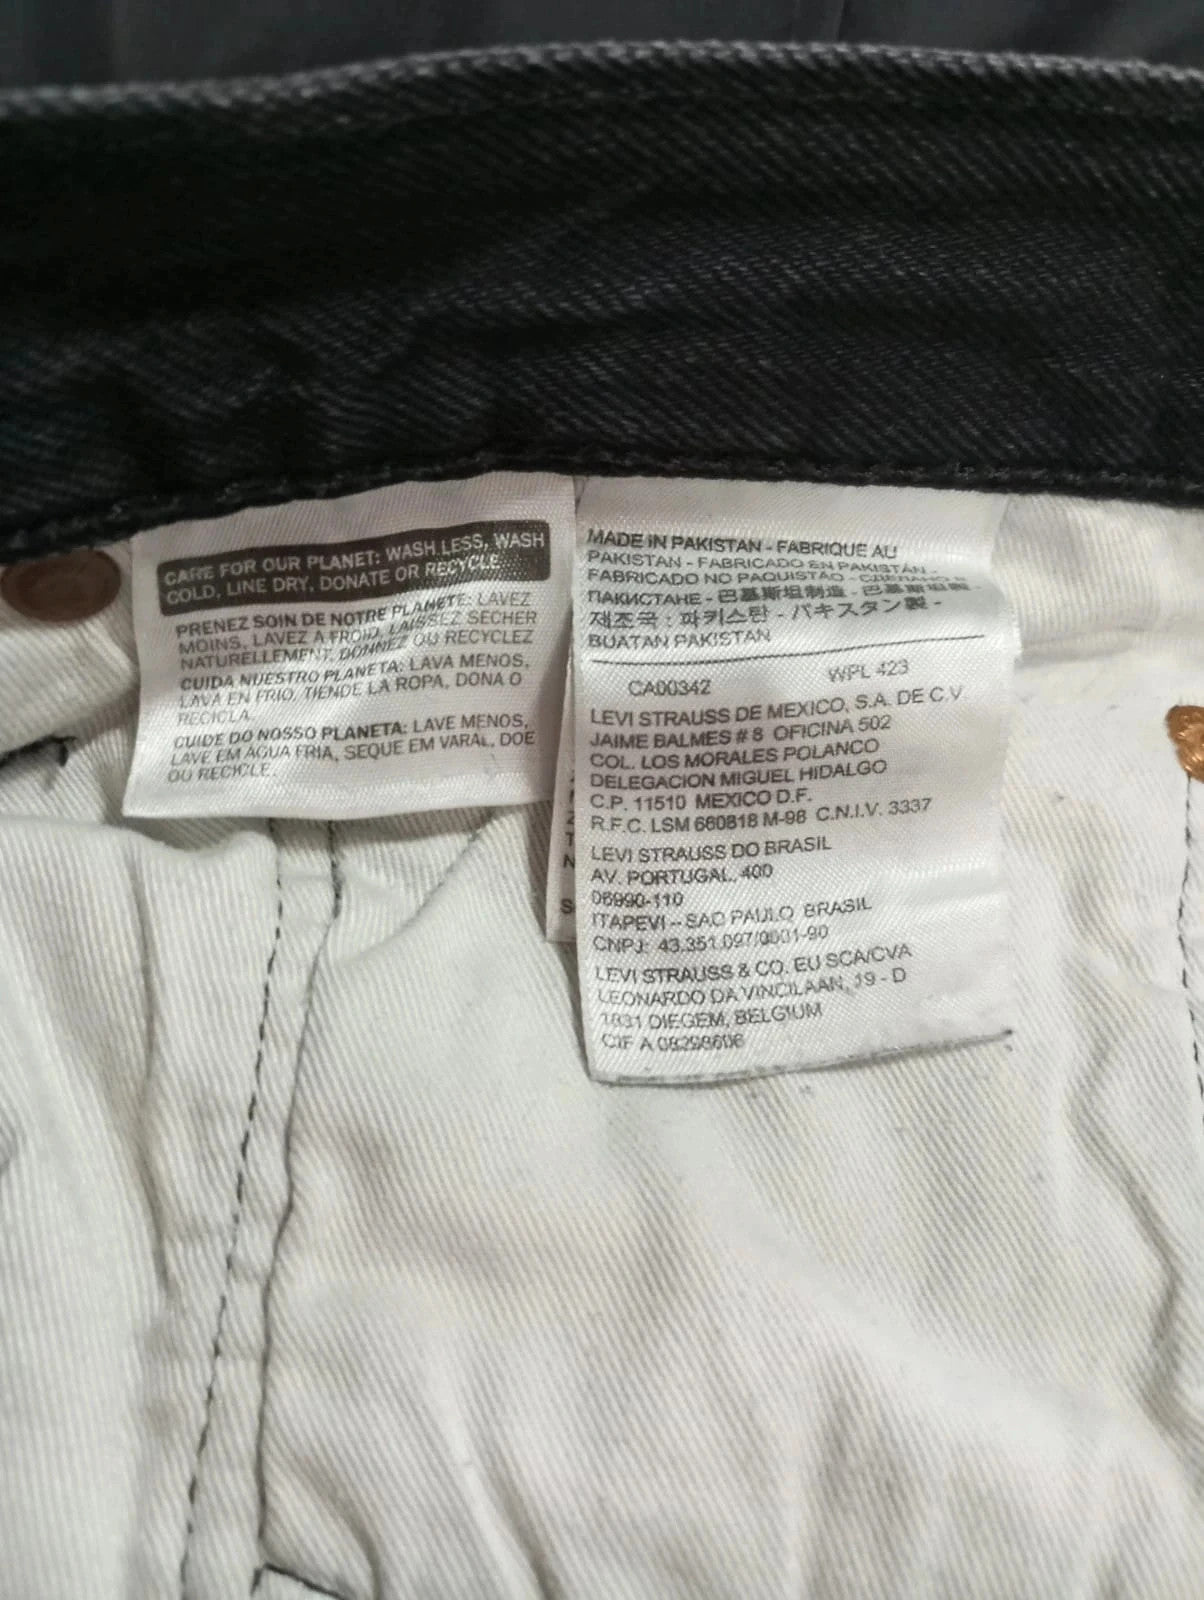 CARE FOR OUR PLANET: WASH LESS, WASH
COLD, LINE DRY, DONATE OR RECYCLE
PRENEZ SOIN DE NOTRE PLANETE: LAVEZ
MOINS, LAVEZ A FROID, LAISSEZ SECHER
NATURELLEMENT, DONNEZ OU RECYCLEZ
CUIDA NUESTRO PLANETA: LAVA MENOS,
LAVA EN FRIO, TIENDE LA ROPA, DONA O
RECICLA.
CUIDE DO NOSSO PLANETA: LAVE MENOS,
LAVE EM AGUA FRIA, SEQUE EM VARAL, DOE
OU RECICLE.
MADE IN PAKISTAN - FABRIQUE AU
PAKISTAN - FABRICADO EN PAKISTÁN -
FABRICADO NO PAQUISTÃO - СДЕЛАНО В
ПАКИСТАНЕ - 巴基斯坦制造 - 巴基斯坦製 -
제조국 : 파키스탄 - パキスタン製 -
BUATAN PAKISTAN
CA00342 WPL 423
LEVI STRAUSS DE MEXICO, S.A. DE C.V.
JAIME BALMES # 8 OFICINA 502
COL. LOS MORALES POLANCO
DELEGACION MIGUEL HIDALGO
C.P. 11510 MEXICO D.F.
R.F.C. LSM 660818 M-98 C.N.I.V. 3337
LEVI STRAUSS DO BRASIL
AV. PORTUGAL, 400
06990-110
ITAPEVI - SAO PAULO BRASIL
CNPJ: 43.351.097/0001-90
LEVI STRAUSS & CO. EU SCA/CVA
LEONARDO DA VINCILAAN, 19 - D
1831 DIEGEM, BELGIUM
CIF A 08298606